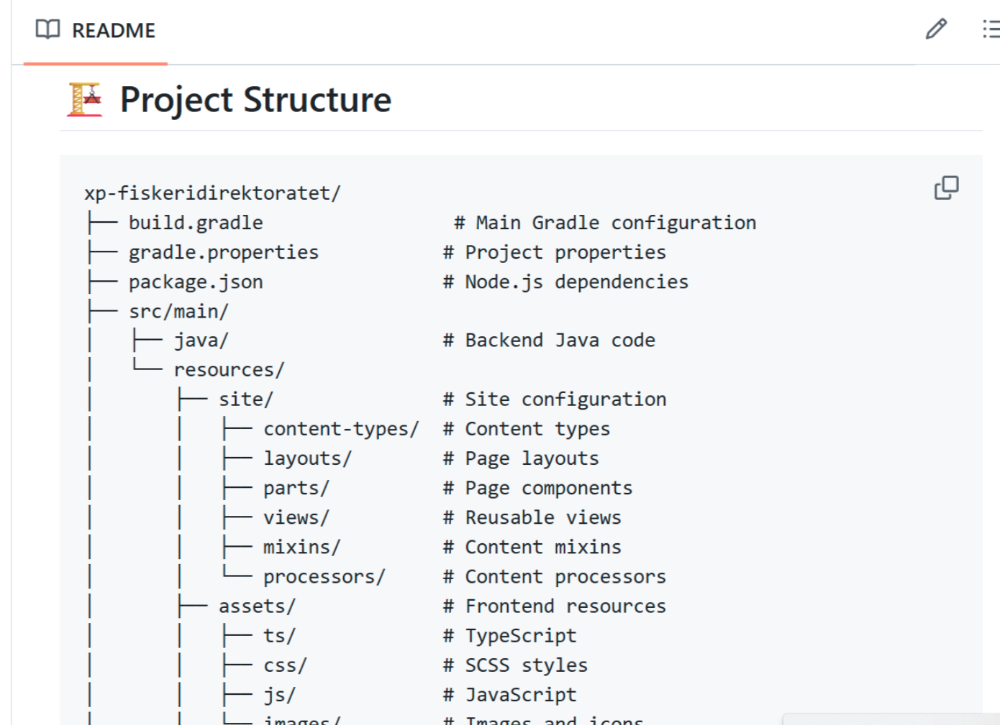 README
Project Structure
xp-fiskeridirektoratet/
├── build.gradle                 # Main Gradle configuration
├── gradle.properties           # Project properties
├── package.json                # Node.js dependencies
├── src/main/
│   ├── java/                   # Backend Java code
│   └── resources/
│       ├── site/               # Site configuration
│       │   ├── content-types/  # Content types
│       │   ├── layouts/        # Page layouts
│       │   ├── parts/          # Page components
│       │   ├── views/          # Reusable views
│       │   ├── mixins/         # Content mixins
│       │   └── processors/     # Content processors
│       ├── assets/             # Frontend resources
│       │   ├── ts/             # TypeScript
│       │   ├── css/            # SCSS styles
│       │   ├── js/             # JavaScript
│       │   └── images/         # Images and icons